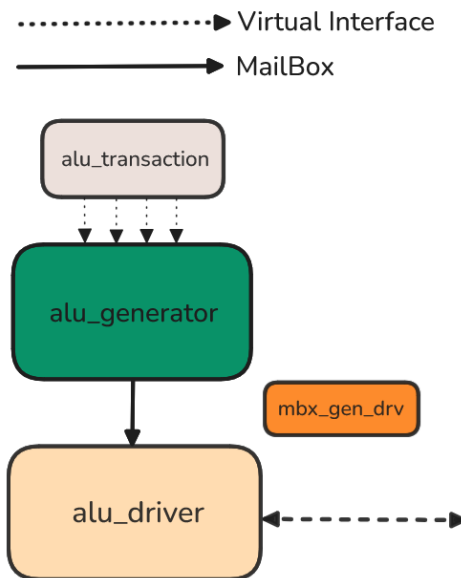 Virtual Interface
MailBox
alu_transaction
alu_generator
mbx_gen_drv
alu_driver